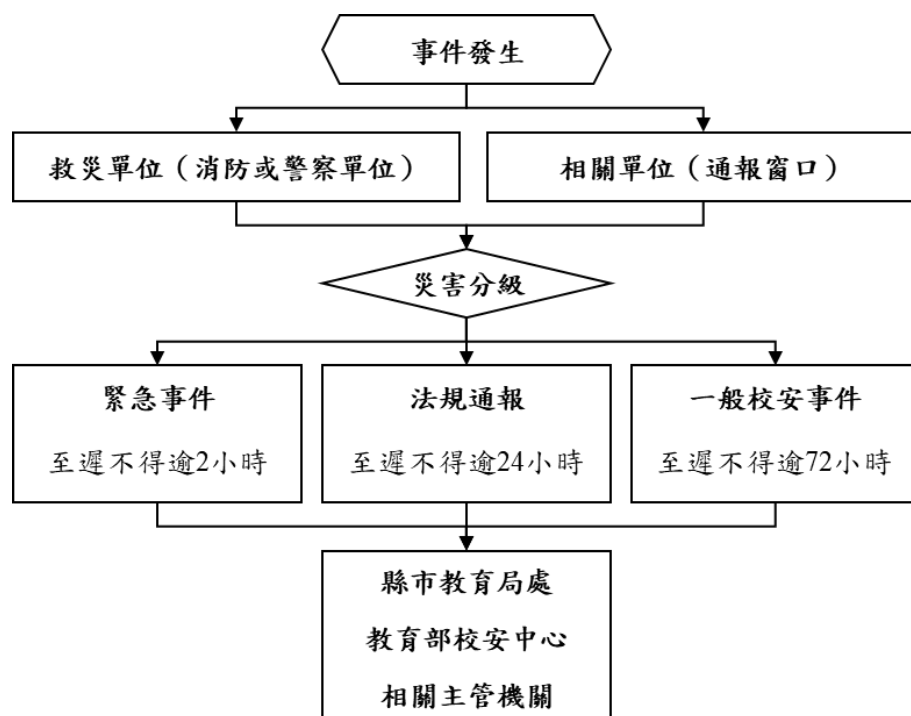 事件發生
救災單位（消防或警察單位）
相關單位（通報窗口）
災害分級
緊急事件
至遲不得逾2小時
法規通報
至遲不得逾24小時
一般校安事件
至遲不得逾72小時
縣市教育局處
教育部校安中心
相關主管機關